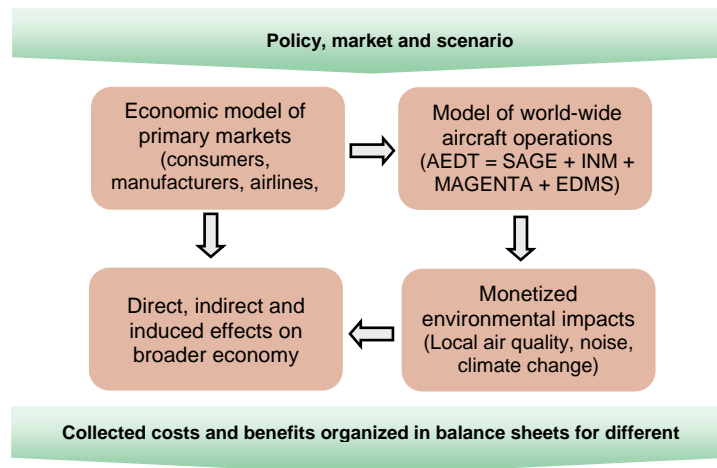 Policy, market and scenario
Economic model of
primary markets
(consumers,
manufacturers, airlines,
Model of world-wide
aircraft operations
(AEDT = SAGE + INM +
MAGENTA + EDMS)
Direct, indirect and
induced effects on
broader economy
Monetized
environmental impacts
(Local air quality, noise,
climate change)
Collected costs and benefits organized in balance sheets for different